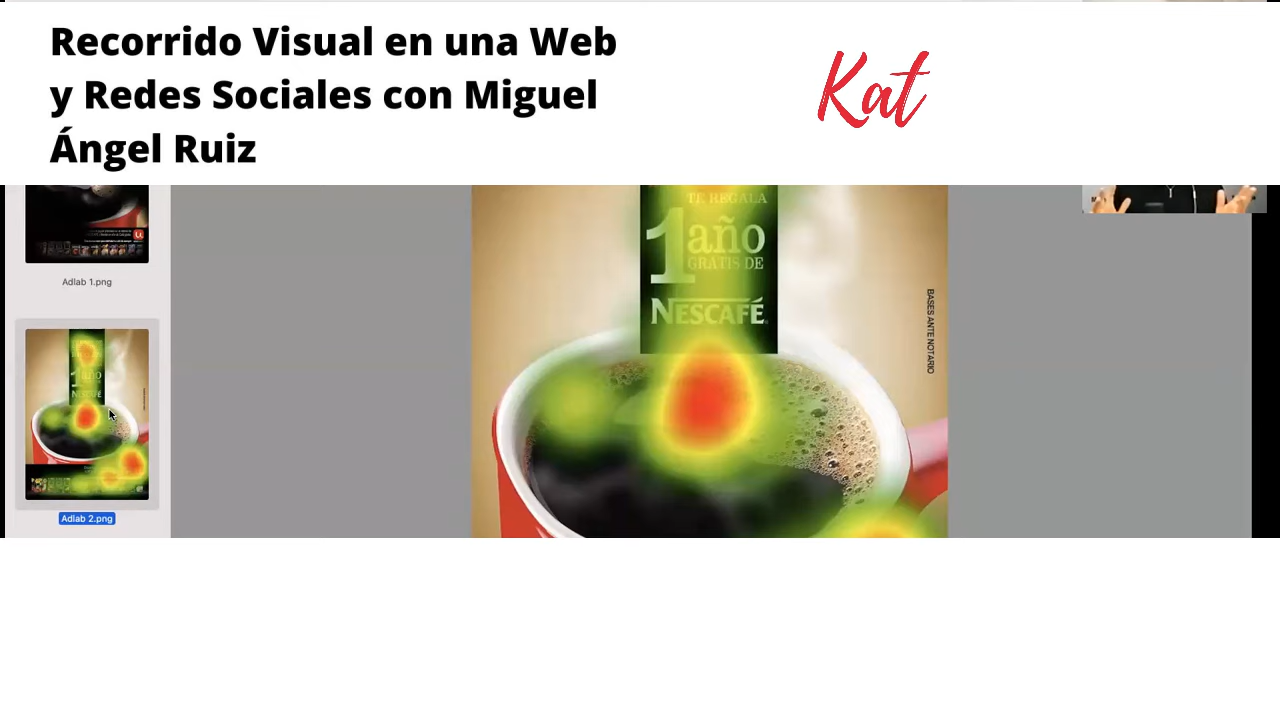 Recorrido Visual en una Web
y Redes Sociales con Miguel
Ángel Ruiz
Kat
TE REGALA
1 año
GRATIS DE
NESCAFÉ
BASES ANTE NOTARIO
Adlab 1.png
Adlab 2.png